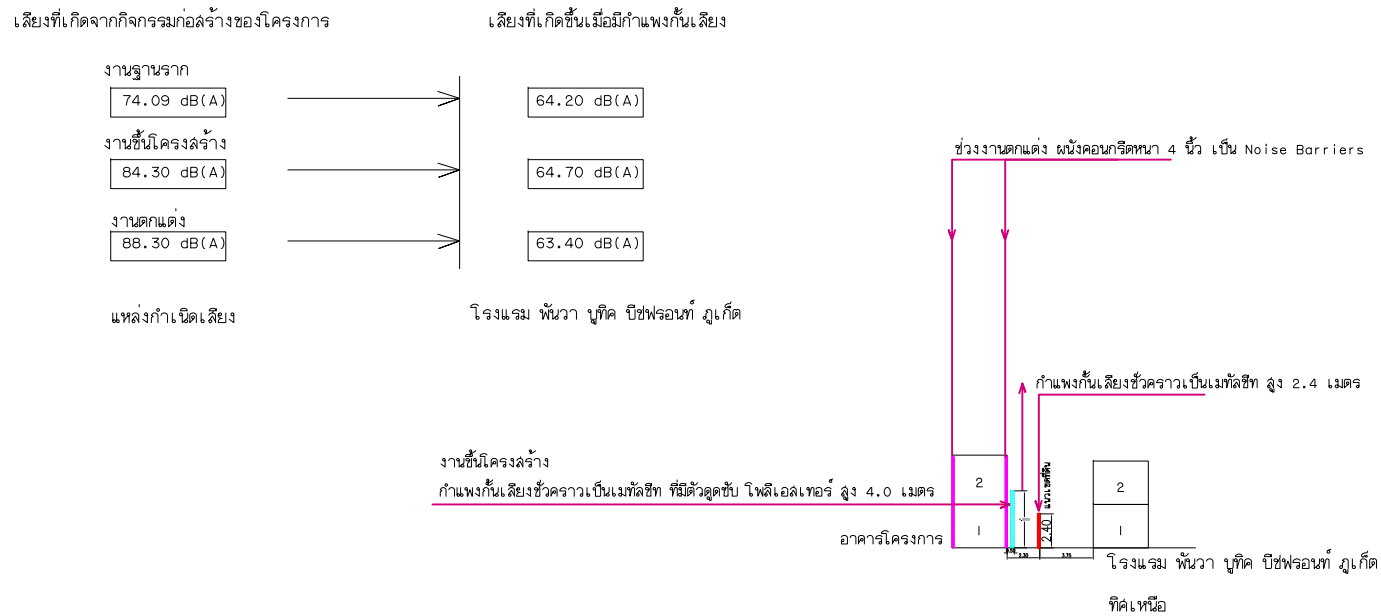 เสียงที่เกิดจากกิจกรรมก่อสร้างของโครงการ
เสียงที่เกิดขึ้นเมื่อมีกำแพงกั้นเสียง
งานฐานราก
74.09 dB(A)
64.20 dB(A)
งานขึ้นโครงสร้าง
84.30 dB(A)
64.70 dB(A)
งานตกแต่ง
88.30 dB(A)
63.40 dB(A)
แหล่งกำเนิดเสียง
โรงแรม พันวา บูทิค บีชฟรอนท์ ภูเก็ต
ช่วงงานตกแต่ง ผนังคอนกรีตหนา 4 นิ้ว เป็น Noise Barriers
กำแพงกั้นเสียงชั่วคราวเป็นเมทัลชีท สูง 2.4 เมตร
งานขึ้นโครงสร้าง
กำแพงกั้นเสียงชั่วคราวเป็นเมทัลชีท ที่มีตัวดูดซับ โพลีเอสเทอร์ สูง 4.0 เมตร
แนวเขตที่ดิน
2
2
1
2.40
1
อาคารโครงการ
3.75
โรงแรม พันวา บูทิค บีชฟรอนท์ ภูเก็ต
ทิศเหนือ